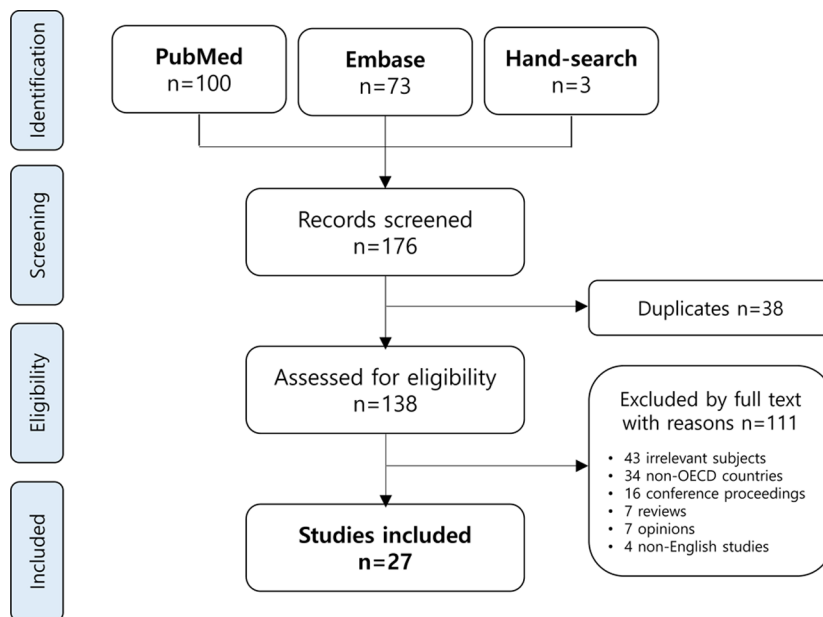 Identification
PubMed
n=100
Embase
n=73
Hand-search
n=3
Screening
Records screened
n=176
Duplicates n=38
Eligibility
Assessed for eligibility
n=138
Excluded by full text
with reasons n=111
• 43 irrelevant subjects
• 34 non-OECD countries
• 16 conference proceedings
• 7 reviews
• 7 opinions
• 4 non-English studies
Included
Studies included
n=27